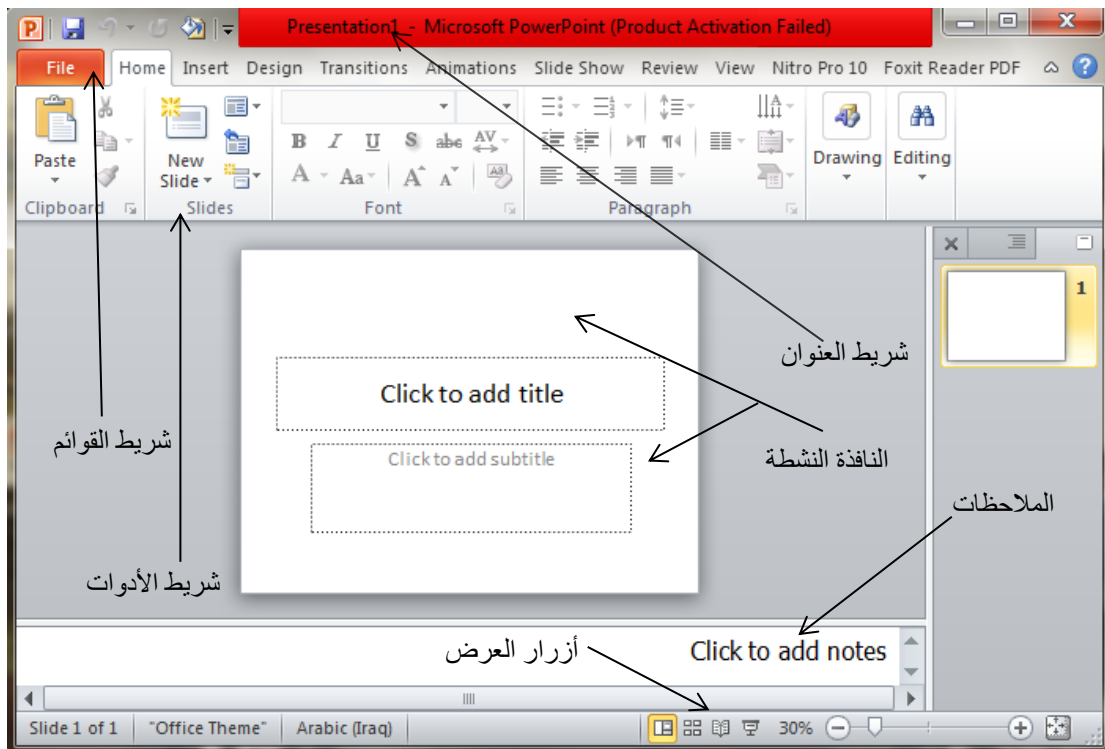 Presentation1 - Microsoft PowerPoint (Product Activation Failed)
File Home Insert Design Transitions Animations Slide Show Review View Nitro Pro 10 Foxit Reader PDF
Paste
New Slide
B I U S abc AV
A Aa A A
Drawing
Editing
Clipboard Slides Font Paragraph
1
شريط العنوان
Click to add title
شريط القوائم
Click to add subtitle
النافذة النشطة
الملاحظات
شريط الأدوات
أزرار العرض
Click to add notes
Slide 1 of 1 "Office Theme" Arabic (Iraq) 30%